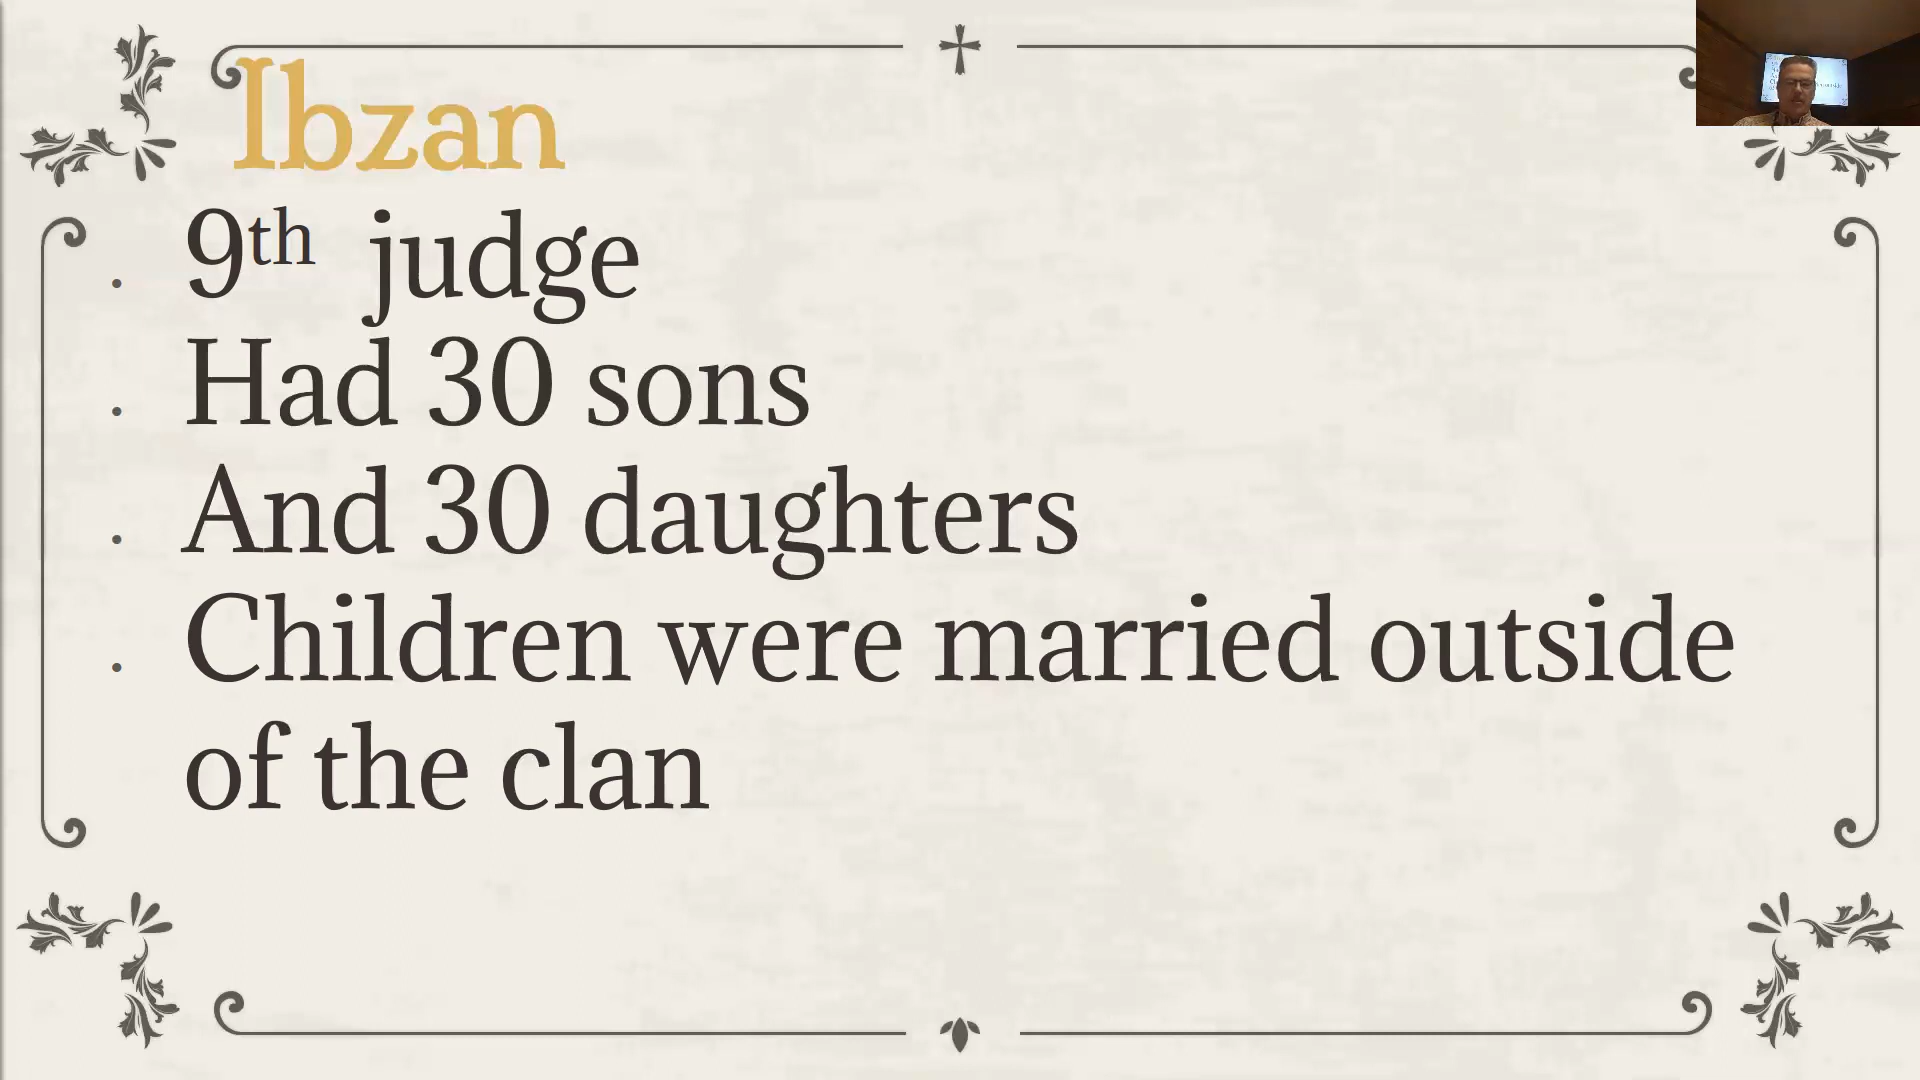 Ibzan
9th judge
Had 30 sons
And 30 daughters
Children were married outside
of the clan